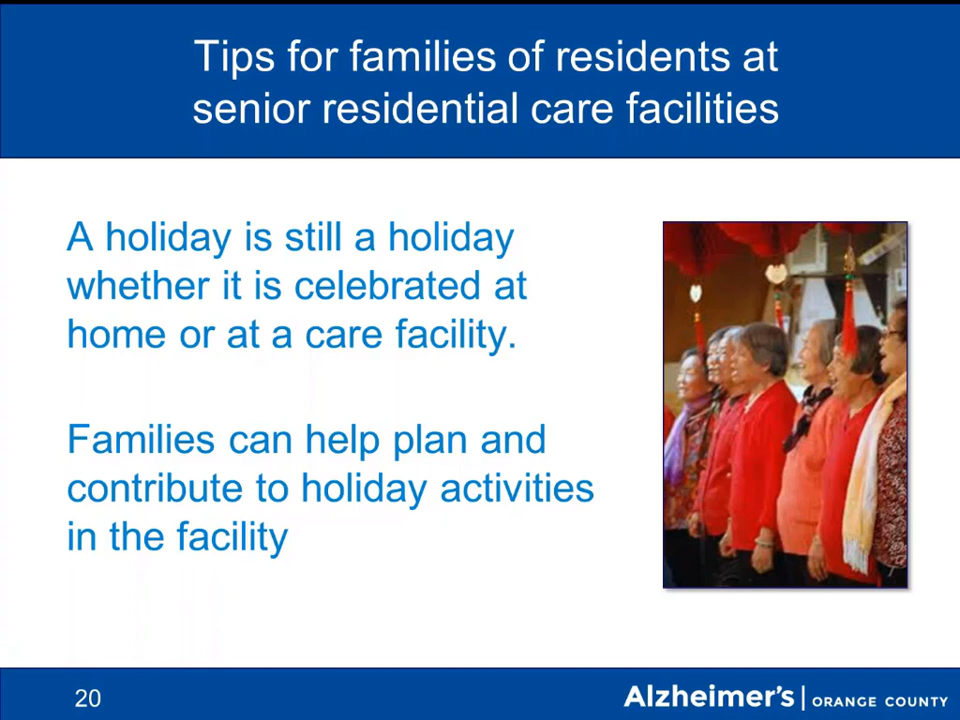 Tips for families of residents at
senior residential care facilities
A holiday is still a holiday
whether it is celebrated at
home or at a care facility.
Families can help plan and
contribute to holiday activities
in the facility
20
Alzheimer's | ORANGE COUNTY